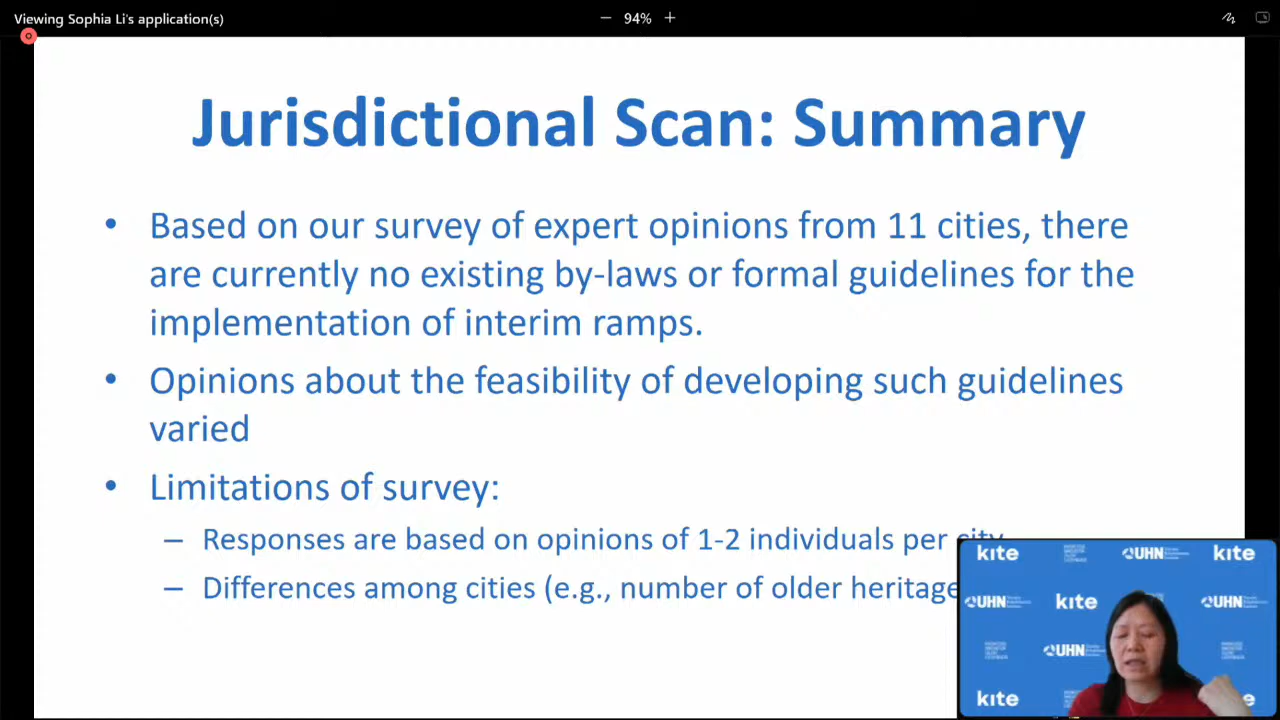 Viewing Sophia Li's application(s)
94%
Jurisdictional Scan: Summary
• Based on our survey of expert opinions from 11 cities, there
are currently no existing by-laws or formal guidelines for the
implementation of interim ramps.
• Opinions about the feasibility of developing such guidelines
varied
• Limitations of survey:
– Responses are based on opinions of 1-2 individuals per city
– Differences among cities (e.g., number of older heritage
kite UHN kite
UHN kite UHN
UHN
kite